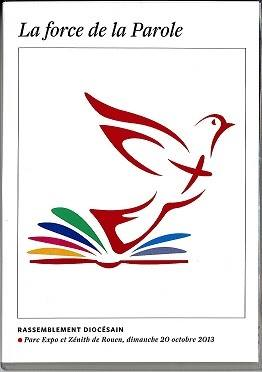 La force de la Parole
RASSEMBLEMENT DIOCÉSAIN
Parc Expo et Zénith de Rouen, dimanche 20 octobre 2013